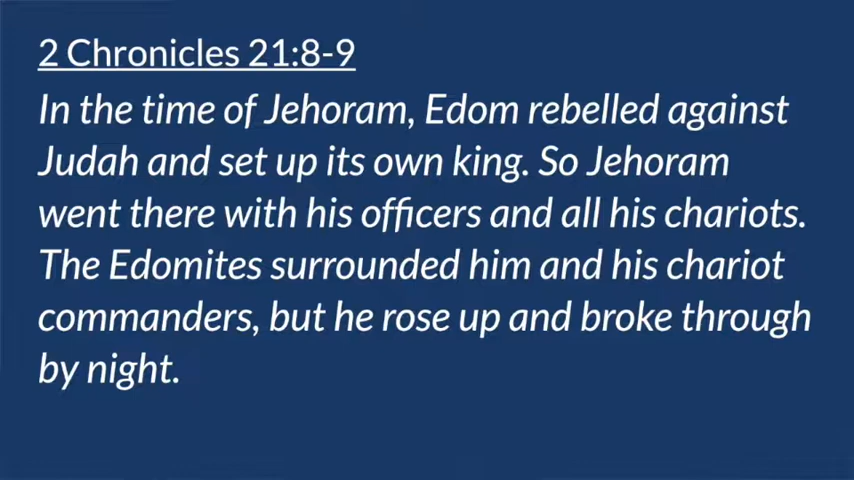 2 Chronicles 21:8-9
In the time of Jehoram, Edom rebelled against
Judah and set up its own king. So Jehoram
went there with his officers and all his chariots.
The Edomites surrounded him and his chariot
commanders, but he rose up and broke through
by night.